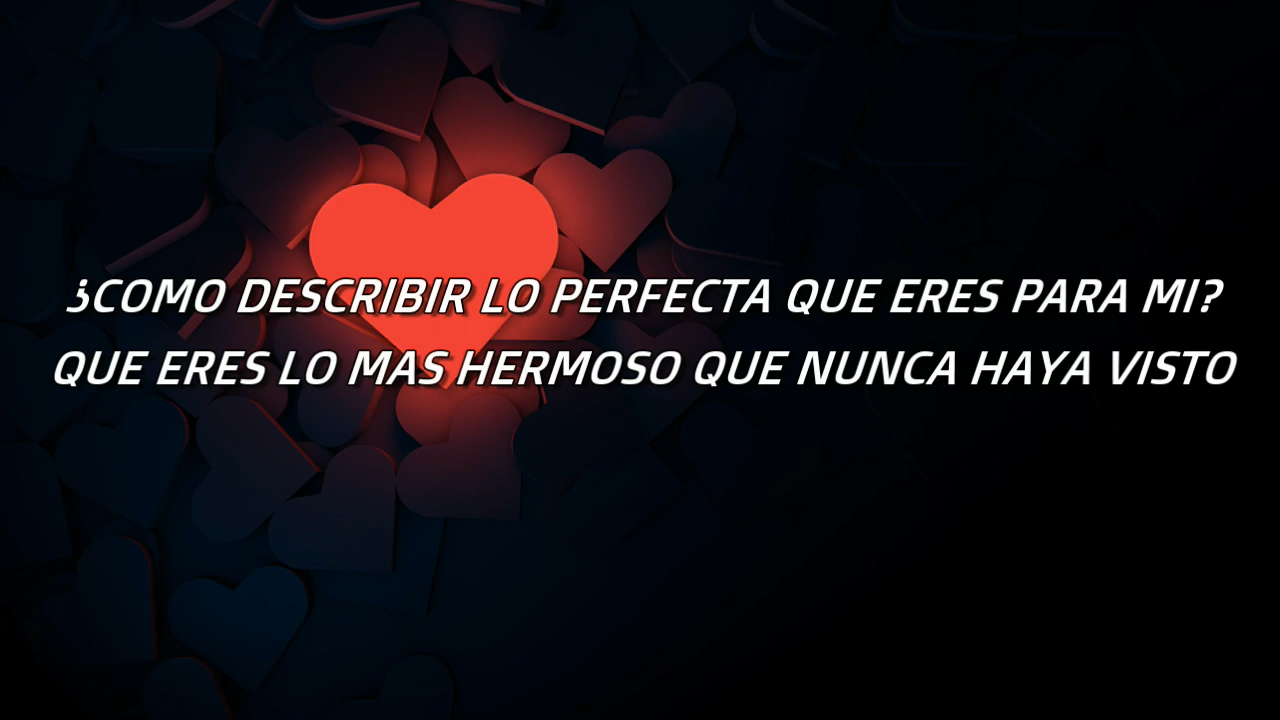 ¿COMO DESCRIBIR LO PERFECTA QUE ERES PARA MI?
QUE ERES LO MAS HERMOSO QUE NUNCA HAYA VISTO